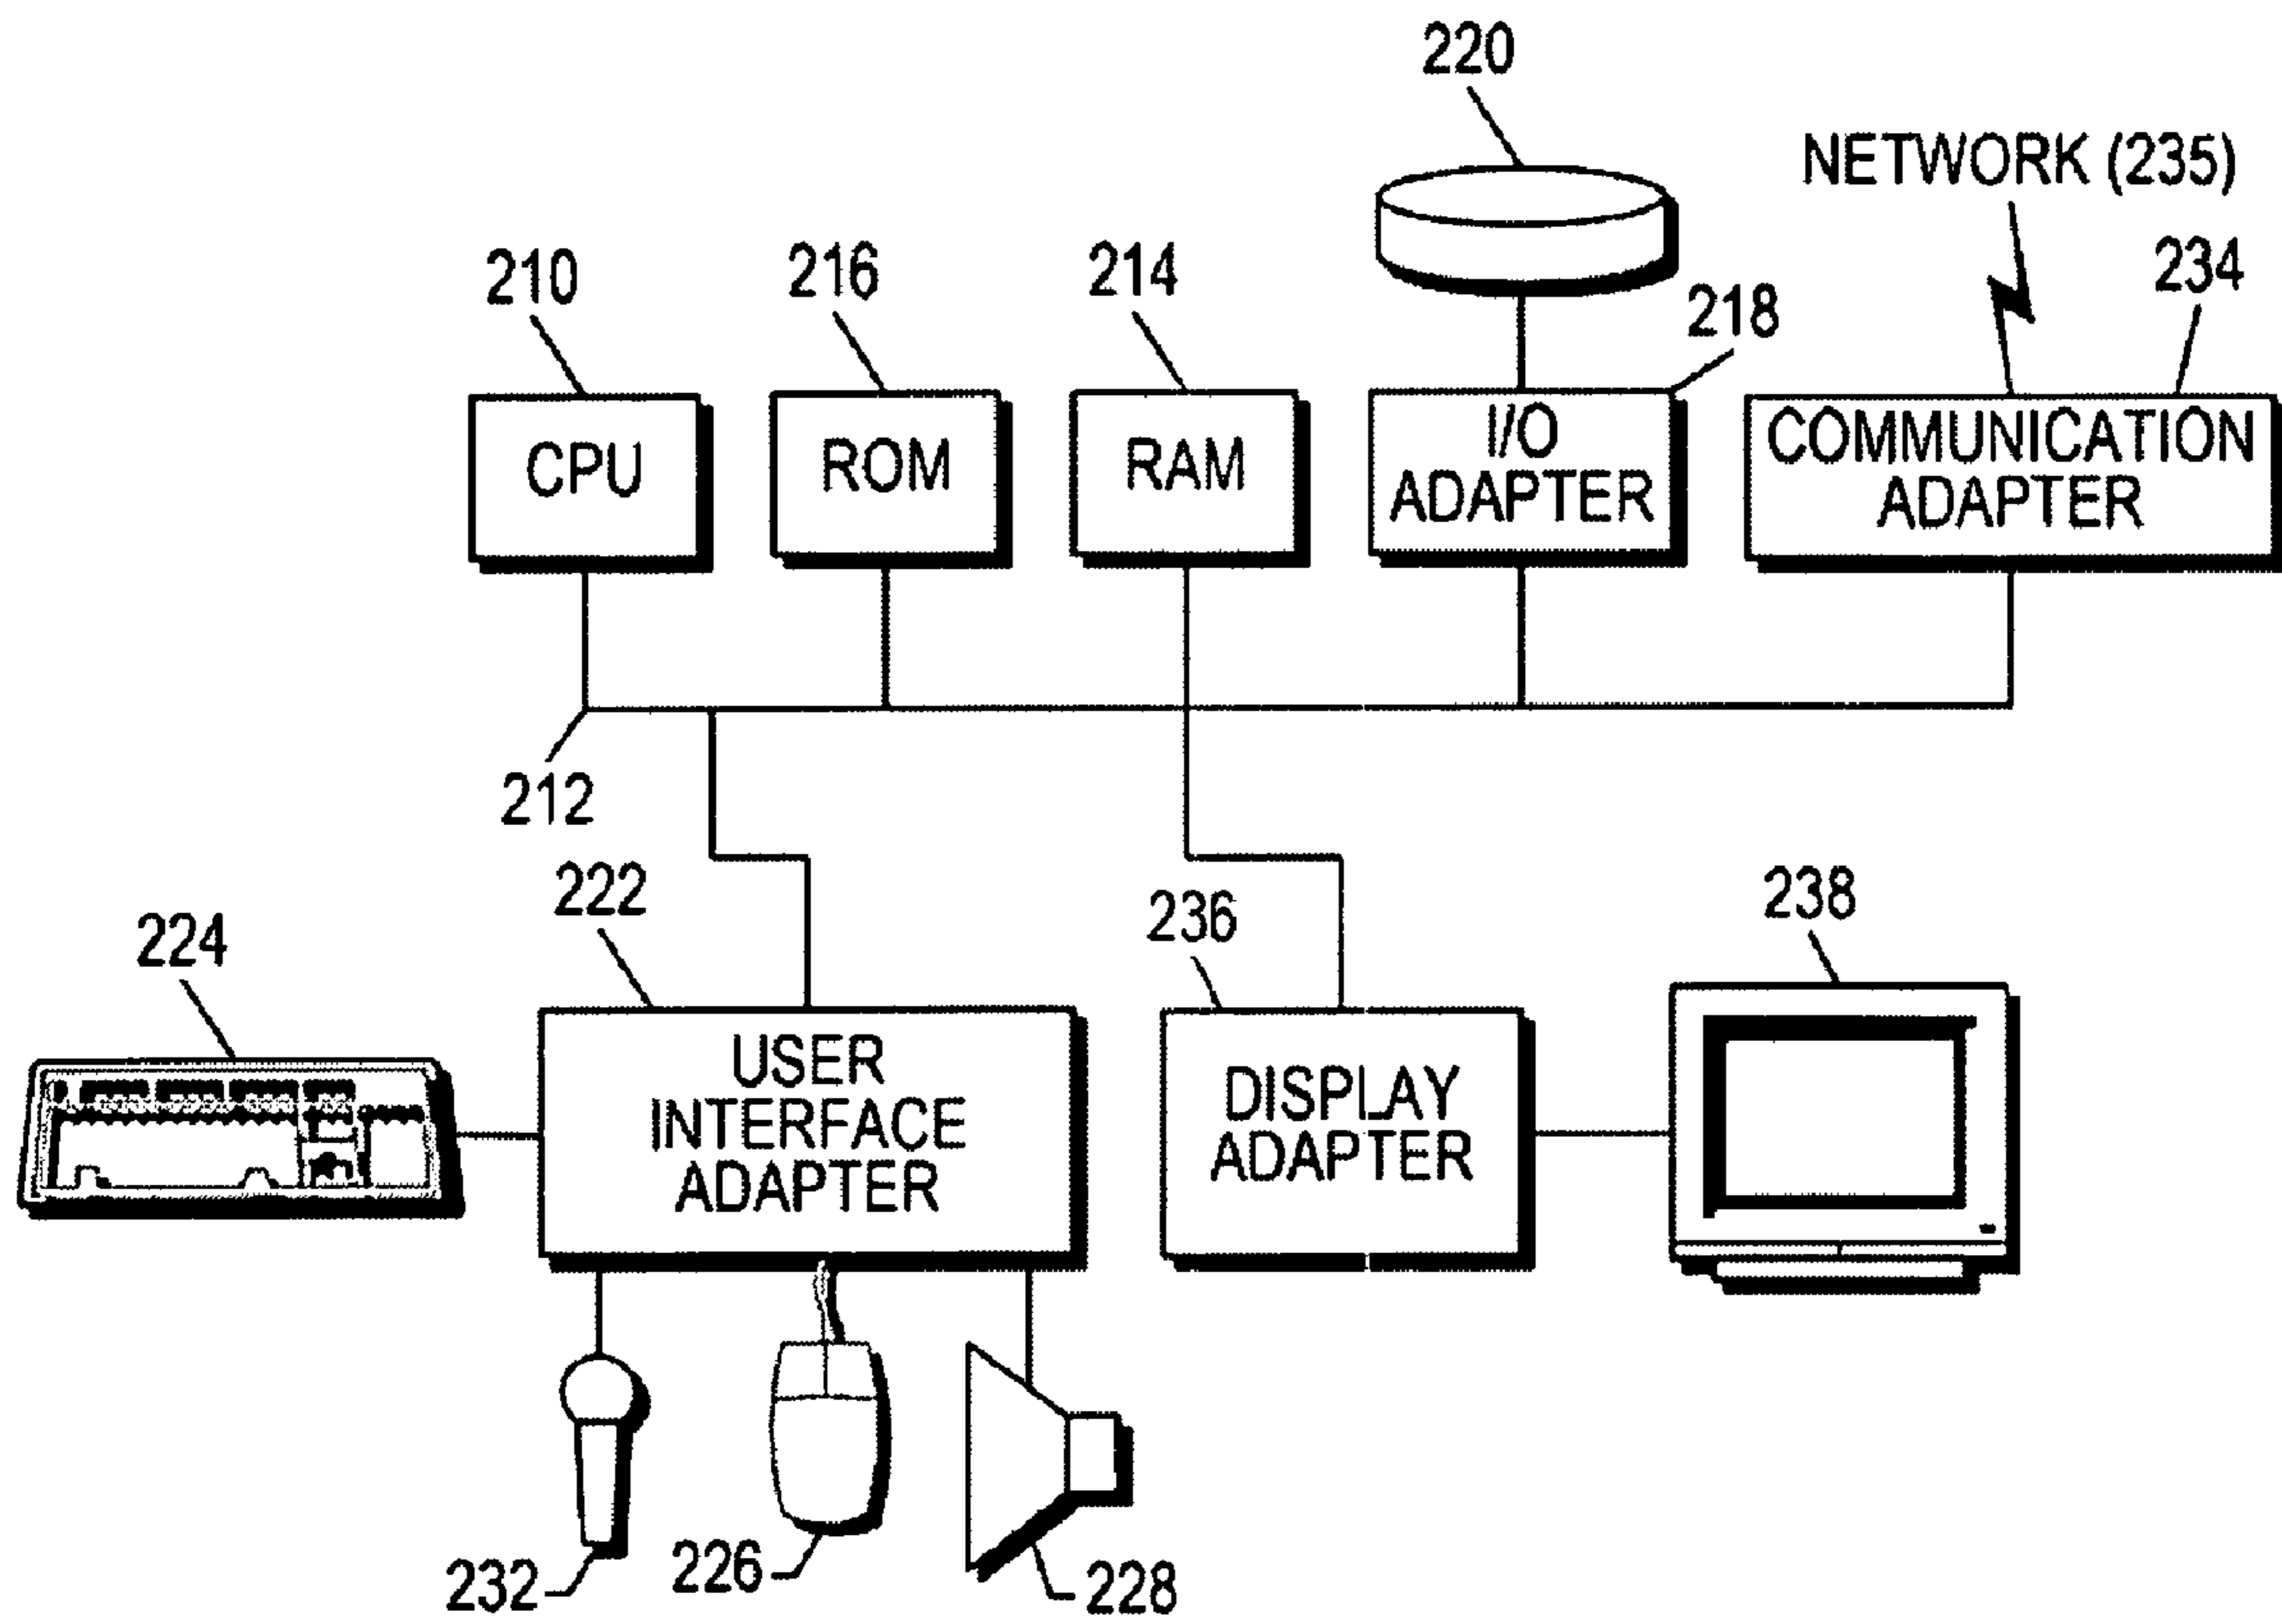 220
NETWORK (235)
210
216
214
218
234
CPU
ROM
RAM
I/O
ADAPTER
COMMUNICATION
ADAPTER
212
222
236
238
224
USER
INTERFACE
ADAPTER
DISPLAY
ADAPTER
232
226
228